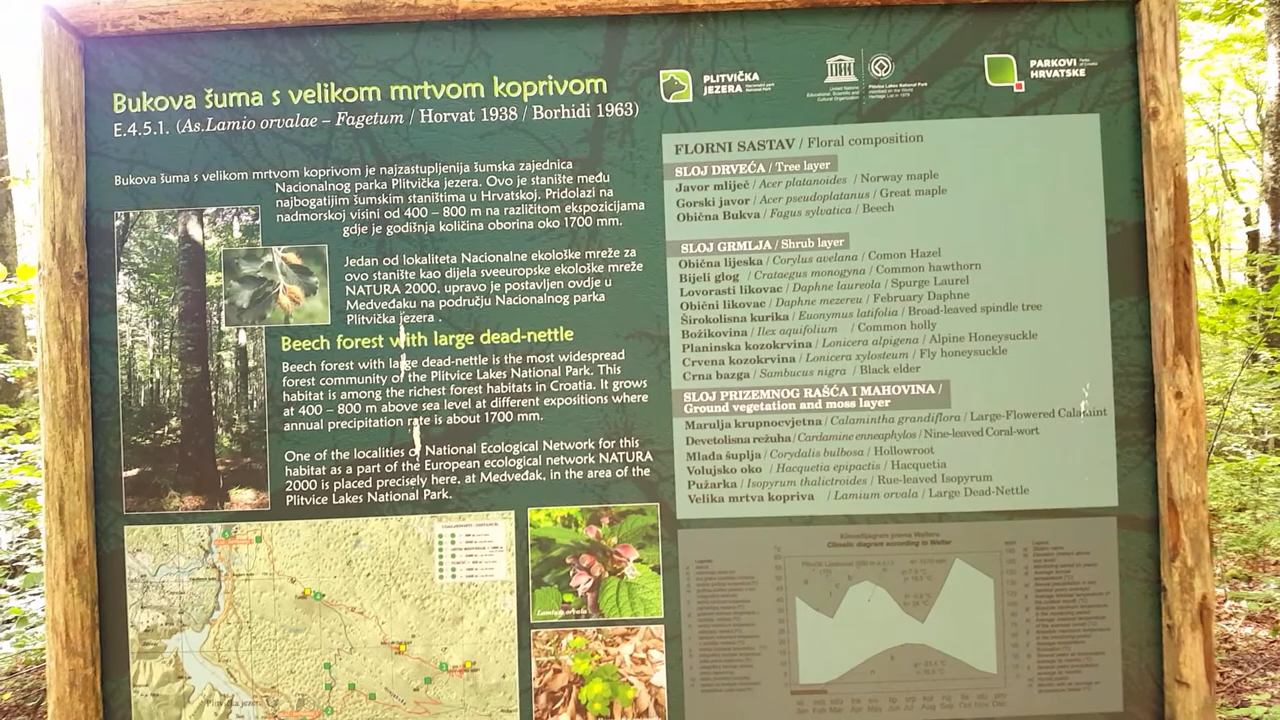 Bukova šuma s velikom mrtvom koprivom
E.4.5.1. (As.Lamio orvalae – Fagetum / Horvat 1938 / Borhidi 1963)
Bukova šuma s velikom mrtvom koprivom je najzastupljenija šumska zajednica
Nacionalnog parka Plitvička jezera. Ovo je stanište među
najbogatijim šumskim staništima u Hrvatskoj. Pridolazi na
nadmorskoj visini od 400 – 800 m na različitom ekspozicijama
gdje je godišnja količina oborina oko 1700 mm.
Jedan od lokaliteta Nacionalne ekološke mreže za
ovo stanište kao dijela sveeuropske ekološke mreže
NATURA 2000, upravo je postavljen ovdje u
Medveđaku na području Nacionalnog parka
Plitvička jezera .
Beech forest with large dead-nettle
Beech forest with large dead-nettle is the most widespread
forest community of the Plitvice Lakes National Park. This
habitat is among the richest forest habitats in Croatia. It grows
at 400 – 800 m above sea level at different expositions where
annual precipitation rate is about 1700 mm.
One of the localities of National Ecological Network for this
habitat as a part of the European ecological network NATURA
2000 is placed precisely here, at Medveđak, in the area of the
Plitvice Lakes National Park.
PLITVIČKA
JEZERA
PARKOVI
HRVATSKE
FLORNI SASTAV / Floral composition
SLOJ DRVEĆA / Tree layer
Javor mliječ / Acer platanoides / Norway maple
Gorski javor / Acer pseudoplatanus / Great maple
Obična Bukva / Fagus sylvatica / Beech
SLOJ GRMLJA / Shrub layer
Obična lijeska / Corylus avelana / Comon Hazel
Bijeli glog / Crataegus monogyna / Common hawthorn
Lovorasti likovac / Daphne laureola / Spurge Laurel
Obični likovac / Daphne mezereu / February Daphne
Širokolisna kurika / Euonymus latifolia / Broad-leaved spindle tree
Božikovina / Ilex aquifolium / Common holly
Planinska kozokrvina / Lonicera alpigena / Alpine Honeysuckle
Crvena kozokrvina / Lonicera xylosteum / Fly honeysuckle
Crna bazga / Sambucus nigra / Black elder
SLOJ PRIZEMNOG RAŠĆA I MAHOVINA /
Ground vegetation and moss layer
Marulja krupnocvjetna / Calamintha grandiflora / Large-Flowered Calamint
Devetolisna režuha / Cardamine enneaphylos / Nine-leaved Coral-wort
Mlađa šuplja / Corydalis bulbosa / Hollowroot
Volujsko oko / Hacquetia epipactis / Hacquetia
Pužarka / Isopyrum thalictroides / Rue-leaved Isopyrum
Velika mrtva kopriva / Lamium orvala / Large Dead-Nettle
Lamium orvala
Klimadijagram prema Walteru
Climatic diagram according to Walter